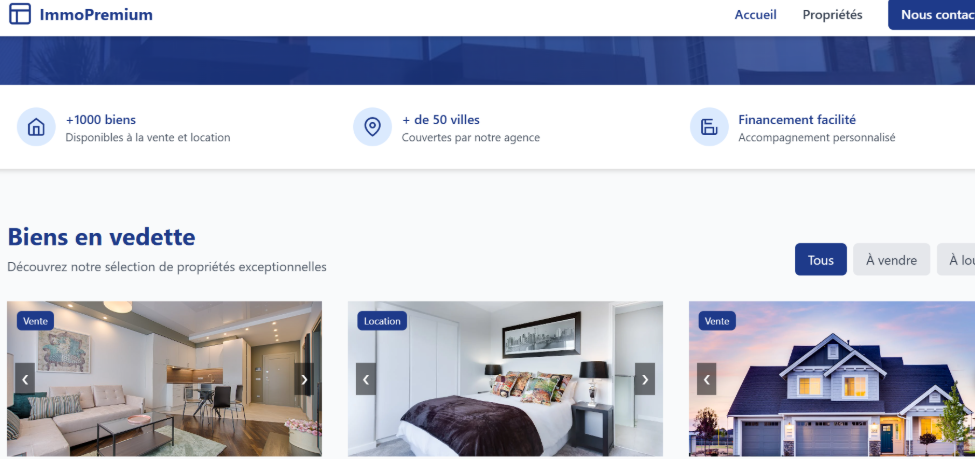 ImmoPremium
Accueil Propriétés Nous contac
+1000 biens
Disponibles à la vente et location
+ de 50 villes
Couvertes par notre agence
Financement facilité
Accompagnement personnalisé
Biens en vedette
Découvrez notre sélection de propriétés exceptionnelles
Tous À vendre À lou
Vente
Location
Vente